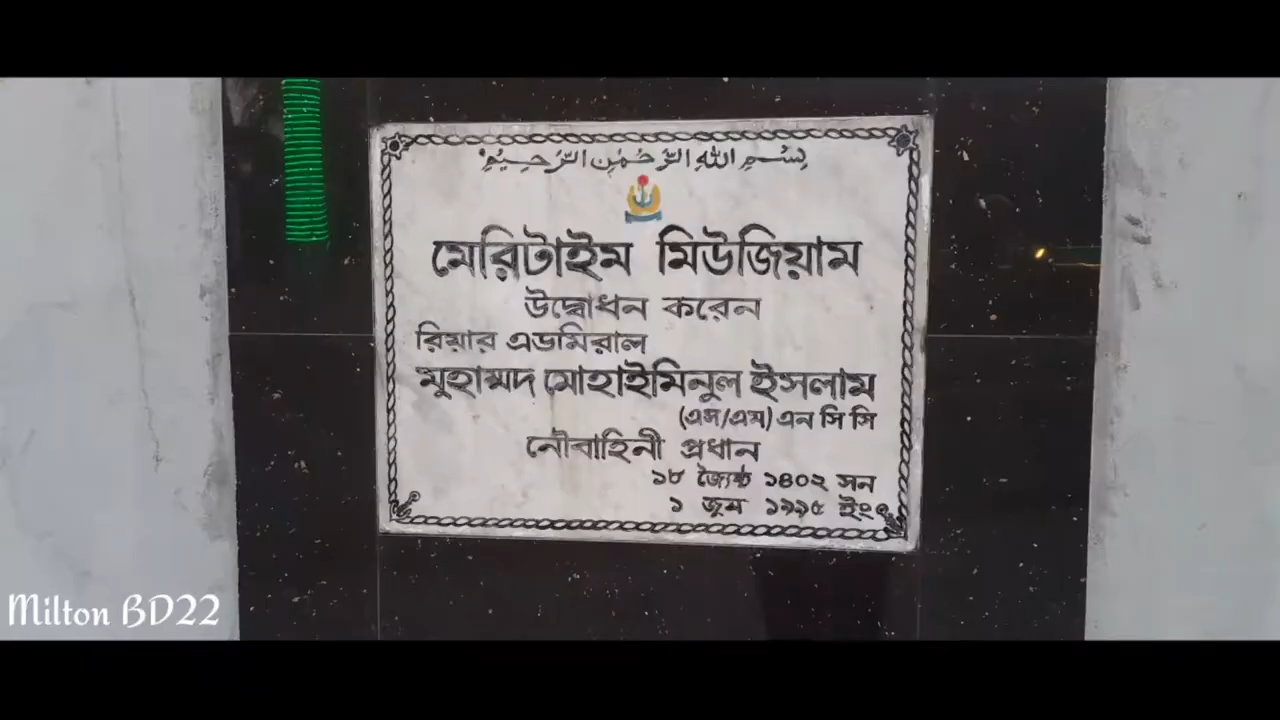 بِسْمِ اللهِ الرَّحْمٰنِ الرَّحِيْمِ
মেরিটাইম মিউজিয়াম
উদ্বোধন করেন
রিয়ার এডমিরাল
মুহাম্মদ মোহাইমিনুল ইসলাম
(এস/এম) এন সি সি
নৌবাহিনী প্রধান
১৮ জ্যৈষ্ঠ ১৪০২ সন
১ জুন ১৯৯৫ ইং
Milton BD22